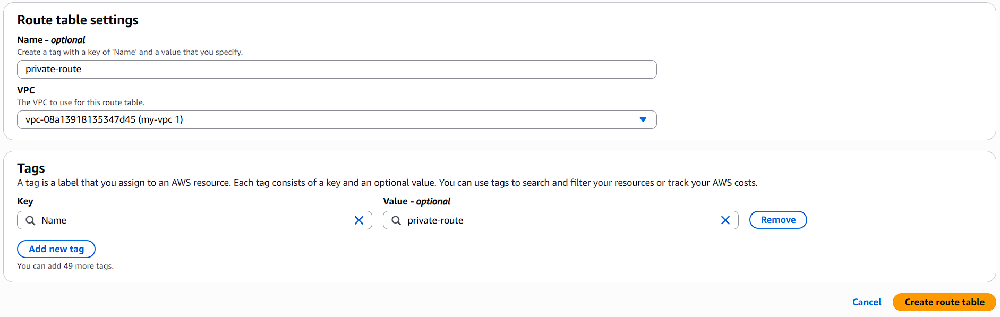 Route table settings
Name - optional
Create a tag with a key of 'Name' and a value that you specify.
private-route
VPC
The VPC to use for this route table.
vpc-08a13918135347d45 (my-vpc 1)
Tags
A tag is a label that you assign to an AWS resource. Each tag consists of a key and an optional value. You can use tags to search and filter your resources or track your AWS costs.
Key
Value - optional
Name
private-route
Remove
Add new tag
You can add 49 more tags.
Cancel
Create route table